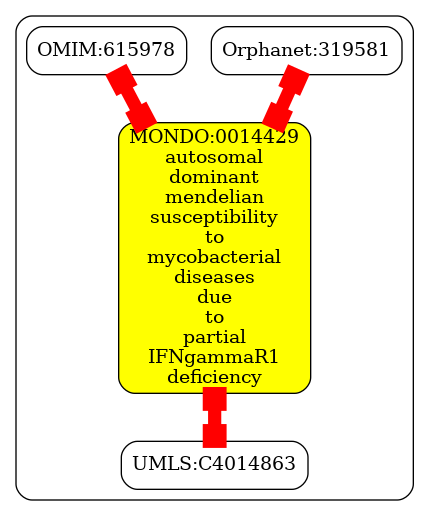 OMIM:615978
Orphanet:319581
MONDO:0014429
autosomal
dominant
mendelian
susceptibility
to
mycobacterial
diseases
due
to
partial
IFNgammaR1
deficiency
UMLS:C4014863